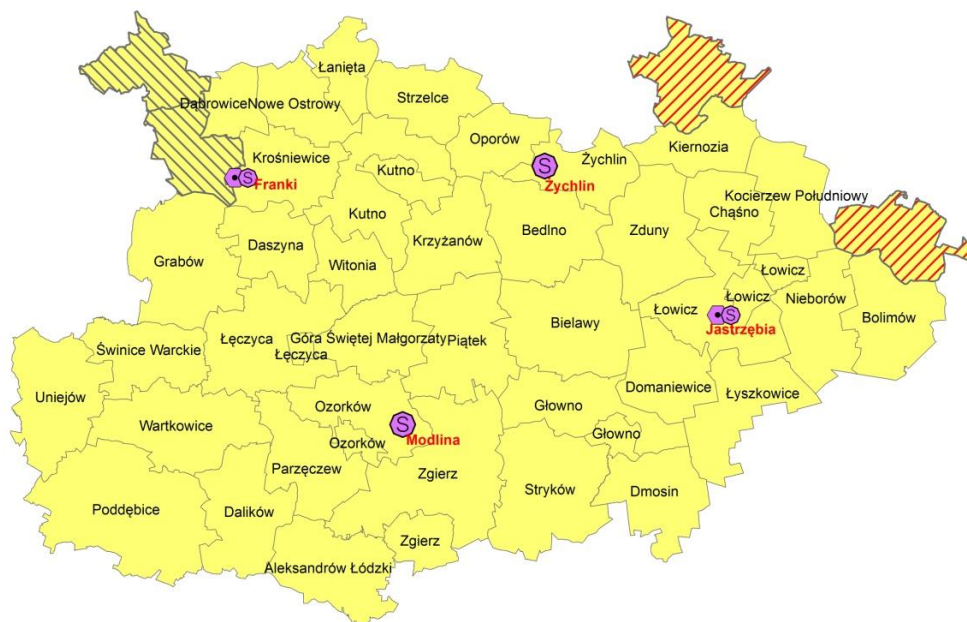 Łanięta
Dąbrowice
Nowe Ostrowy
Strzelce
Oporów
Żychlin
Kiernozia
Krośniewice
Kutno
S
S
Franki
Żychlin
Kocierzew Południowy
Chąśno
Kutno
Krzyżanów
Bedlno
Zduny
Daszyna
Witonia
Grabów
Łowicz
Łowicz
Nieborów
Łowicz
S
Jastrzębia
Bolimów
Bielawy
Łęczyca
Góra Świętej Małgorzaty
Piątek
Łęczyca
Świnice Warckie
Uniejów
Domaniewice
Łyszkowice
Ozorków
Głowno
Wartkowice
S
Modlina
Ozorków
Głowno
Parzęczew
Zgierz
Stryków
Dmosin
Poddębice
Dalików
Zgierz
Aleksandrów Łódzki